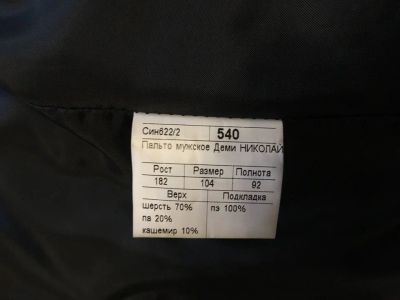 Син622/2 540
Пальто мужское Деми НИКОЛАЙ
Рост Размер Полнота
182 104 92
Верх Подкладка
шерсть 70% пэ 100%
па 20%
кашемир 10%